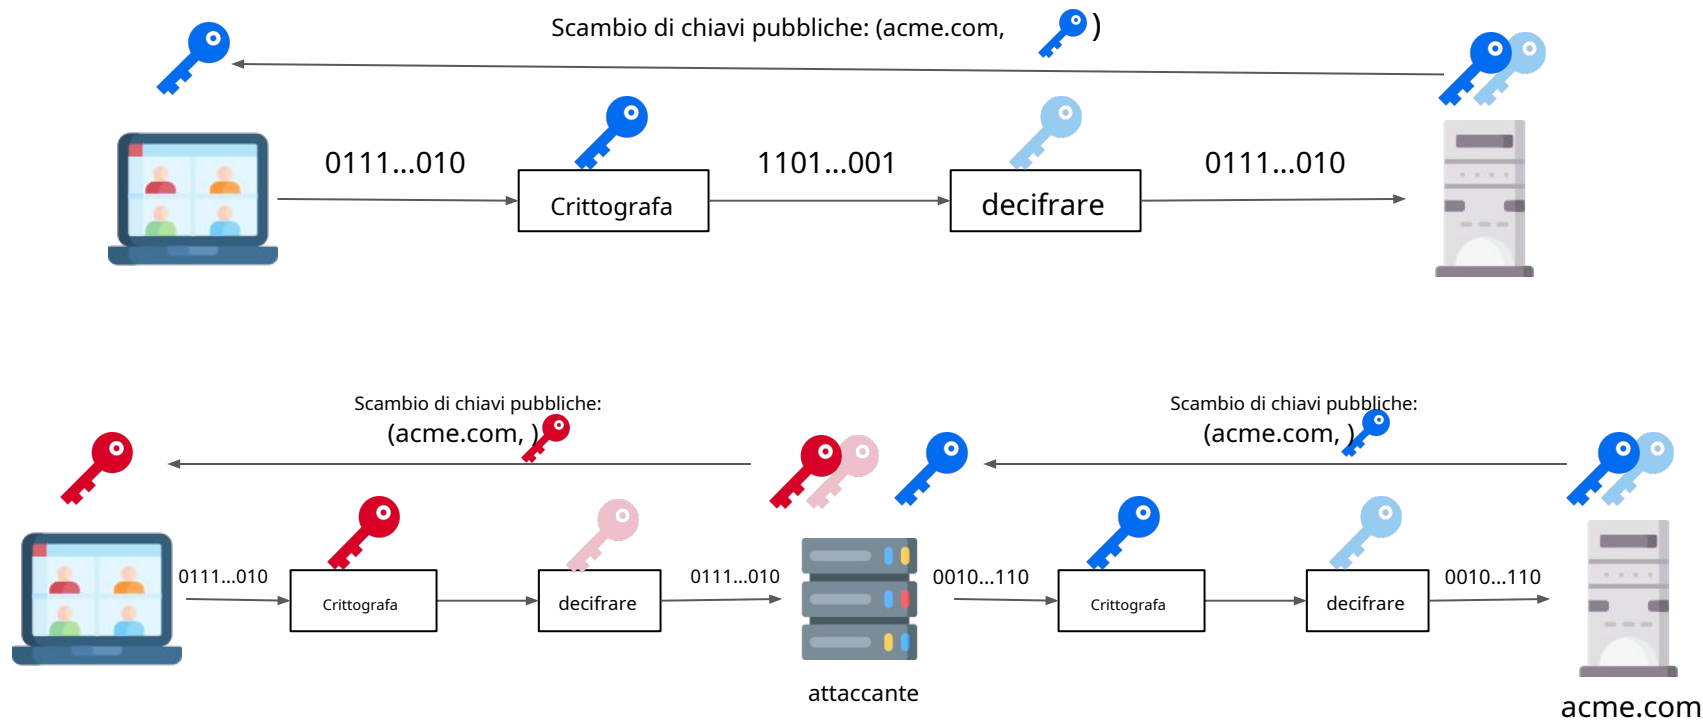 Scambio di chiavi pubbliche: (acme.com, )
0111...010
1101...001
0111...010
Crittografa
decifrare
Scambio di chiavi pubbliche:
(acme.com, )
Scambio di chiavi pubbliche:
(acme.com, )
0111...010
0111...010
0010...110
0010...110
Crittografa
decifrare
Crittografa
decifrare
attaccante
acme.com